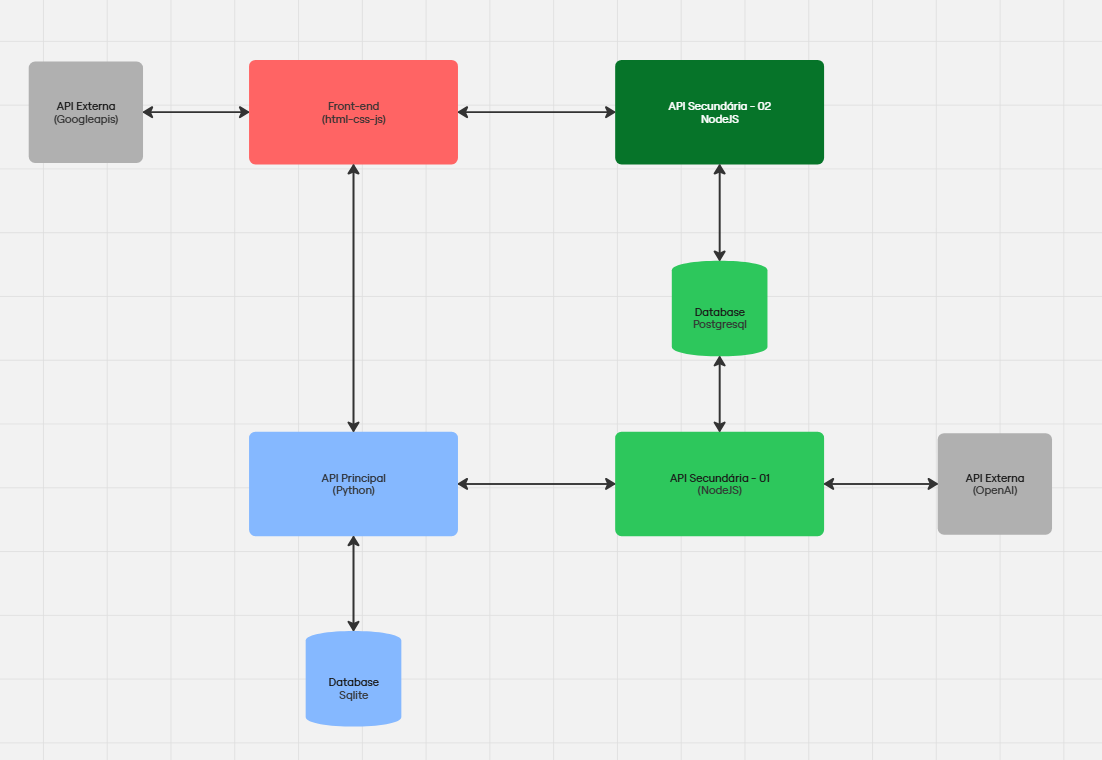 API Externa
(Googleapis)
Front-end
(html-css-js)
API Secundária - 02
NodeJS
Database
Postgresql
API Principal
(Python)
API Secundária - 01
(NodeJS)
API Externa
(OpenAI)
Database
Sqlite